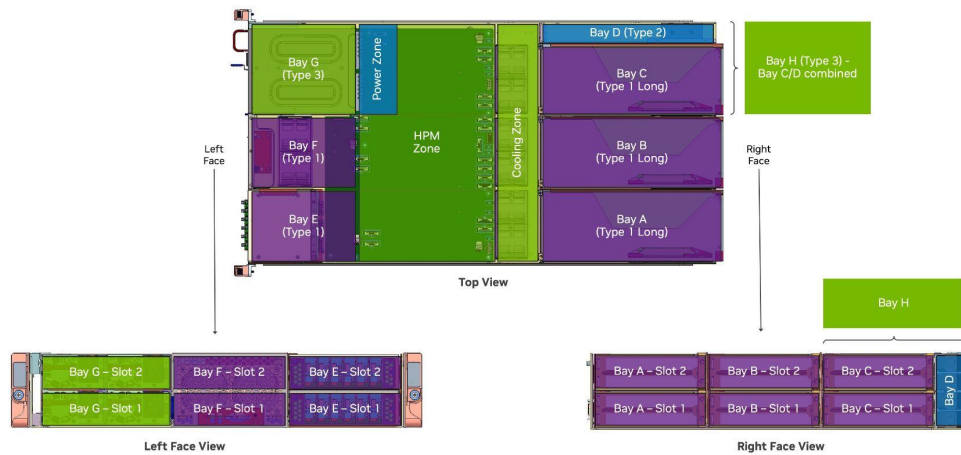 Bay D (Type 2)
Bay G
(Type 3)
Power Zone
Bay C
(Type 1 Long)
Bay H (Type 3) -
Bay C/D combined
Left
Face
Bay F
(Type 1)
HPM
Zone
Cooling Zone
Bay B
(Type 1 Long)
Right
Face
Bay E
(Type 1)
Bay A
(Type 1 Long)
Top View
Bay H
Bay G – Slot 2
Bay F – Slot 2
Bay E – Slot 2
Bay G – Slot 1
Bay F – Slot 1
Bay E – Slot 1
Left Face View
Bay A – Slot 2
Bay B – Slot 2
Bay C – Slot 2
Bay D
Bay A – Slot 1
Bay B – Slot 1
Bay C – Slot 1
Right Face View